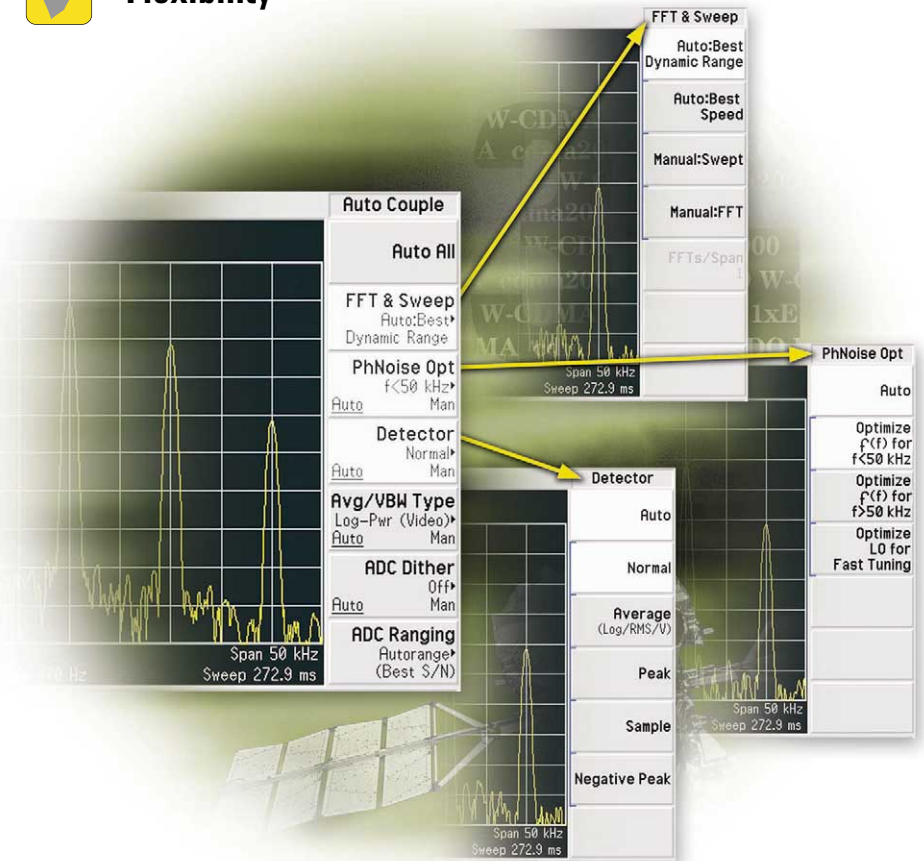 Flexibility
FFT & Sweep
Auto:Best
Dynamic Range
Auto:Best
Speed
Manual:Swept
Manual:FFT
FFTs/Span
1
Span 50 kHz
Sweep 272.9 ms
Auto Couple
Auto All
FFT & Sweep
Auto:Best
Dynamic Range
PhNoise Opt
f<50 kHz
Auto Man
Detector
Normal
Auto Man
Avg/VBW Type
Log-Pwr (Video)
Auto Man
ADC Dither
Off
Auto Man
ADC Ranging
Autorange
(Best S/N)
Span 50 kHz
Hz Sweep 272.9 ms
PhNoise Opt
Auto
Optimize
ℒ(f) for
f<50 kHz
Optimize
ℒ(f) for
f>50 kHz
Optimize
LO for
Fast Tuning
Span 50 kHz
Sweep 272.9 ms
Detector
Auto
Normal
Average
(Log/RMS/V)
Peak
Sample
Negative Peak
Span 50 kHz
Sweep 272.9 ms